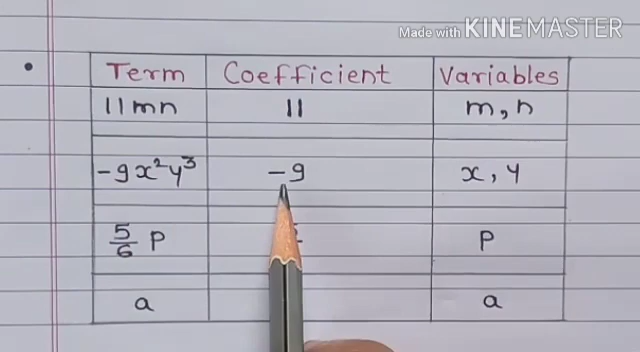 Made with KINEMASTER
Term Coefficient Variables
11mn 11 m, n
-9x²y³ -9 x, y
5/6 P P
a a